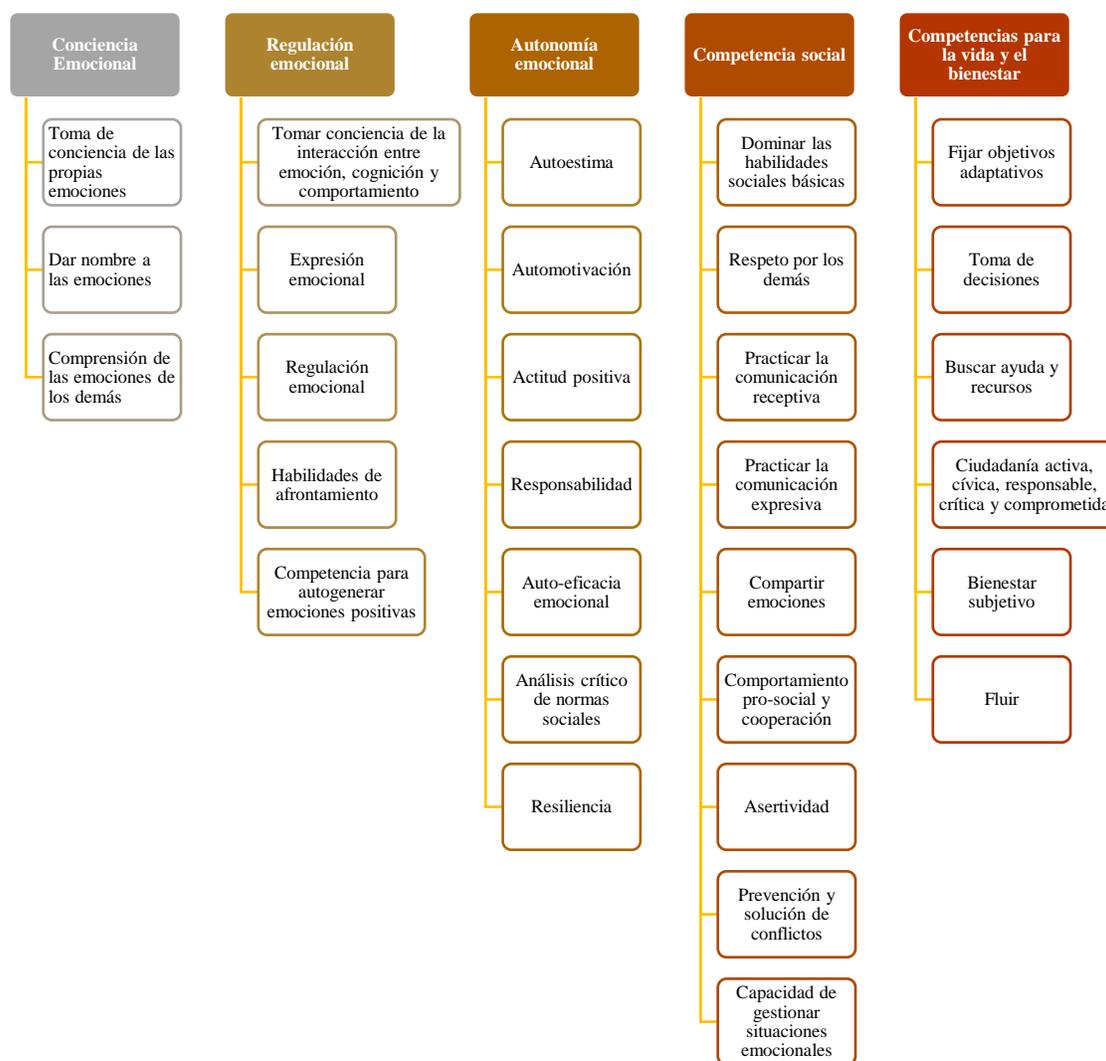 Conciencia
Emocional
Toma de
conciencia de las
propias
emociones
Dar nombre a
las emociones
Comprensión de
las emociones de
los demás
Regulación
emocional
Tomar conciencia de la
interacción entre
emoción, cognición y
comportamiento
Expresión
emocional
Regulación
emocional
Habilidades de
afrontamiento
Competencia para
autogenerar
emociones positivas
Autonomía
emocional
Autoestima
Automotivación
Actitud positiva
Responsabilidad
Auto-eficacia
emocional
Análisis crítico
de normas
sociales
Resiliencia
Competencia social
Dominar las
habilidades
sociales básicas
Respeto por los
demás
Practicar la
comunicación
receptiva
Practicar la
comunicación
expresiva
Compartir
emociones
Comportamiento
pro-social y
cooperación
Asertividad
Prevención y
solución de
conflictos
Capacidad de
gestionar
situaciones
emocionales
Competencias para
la vida y el
bienestar
Fijar objetivos
adaptativos
Toma de
decisiones
Buscar ayuda y
recursos
Ciudadanía activa,
cívica, responsable,
crítica y comprometida
Bienestar
subjetivo
Fluir